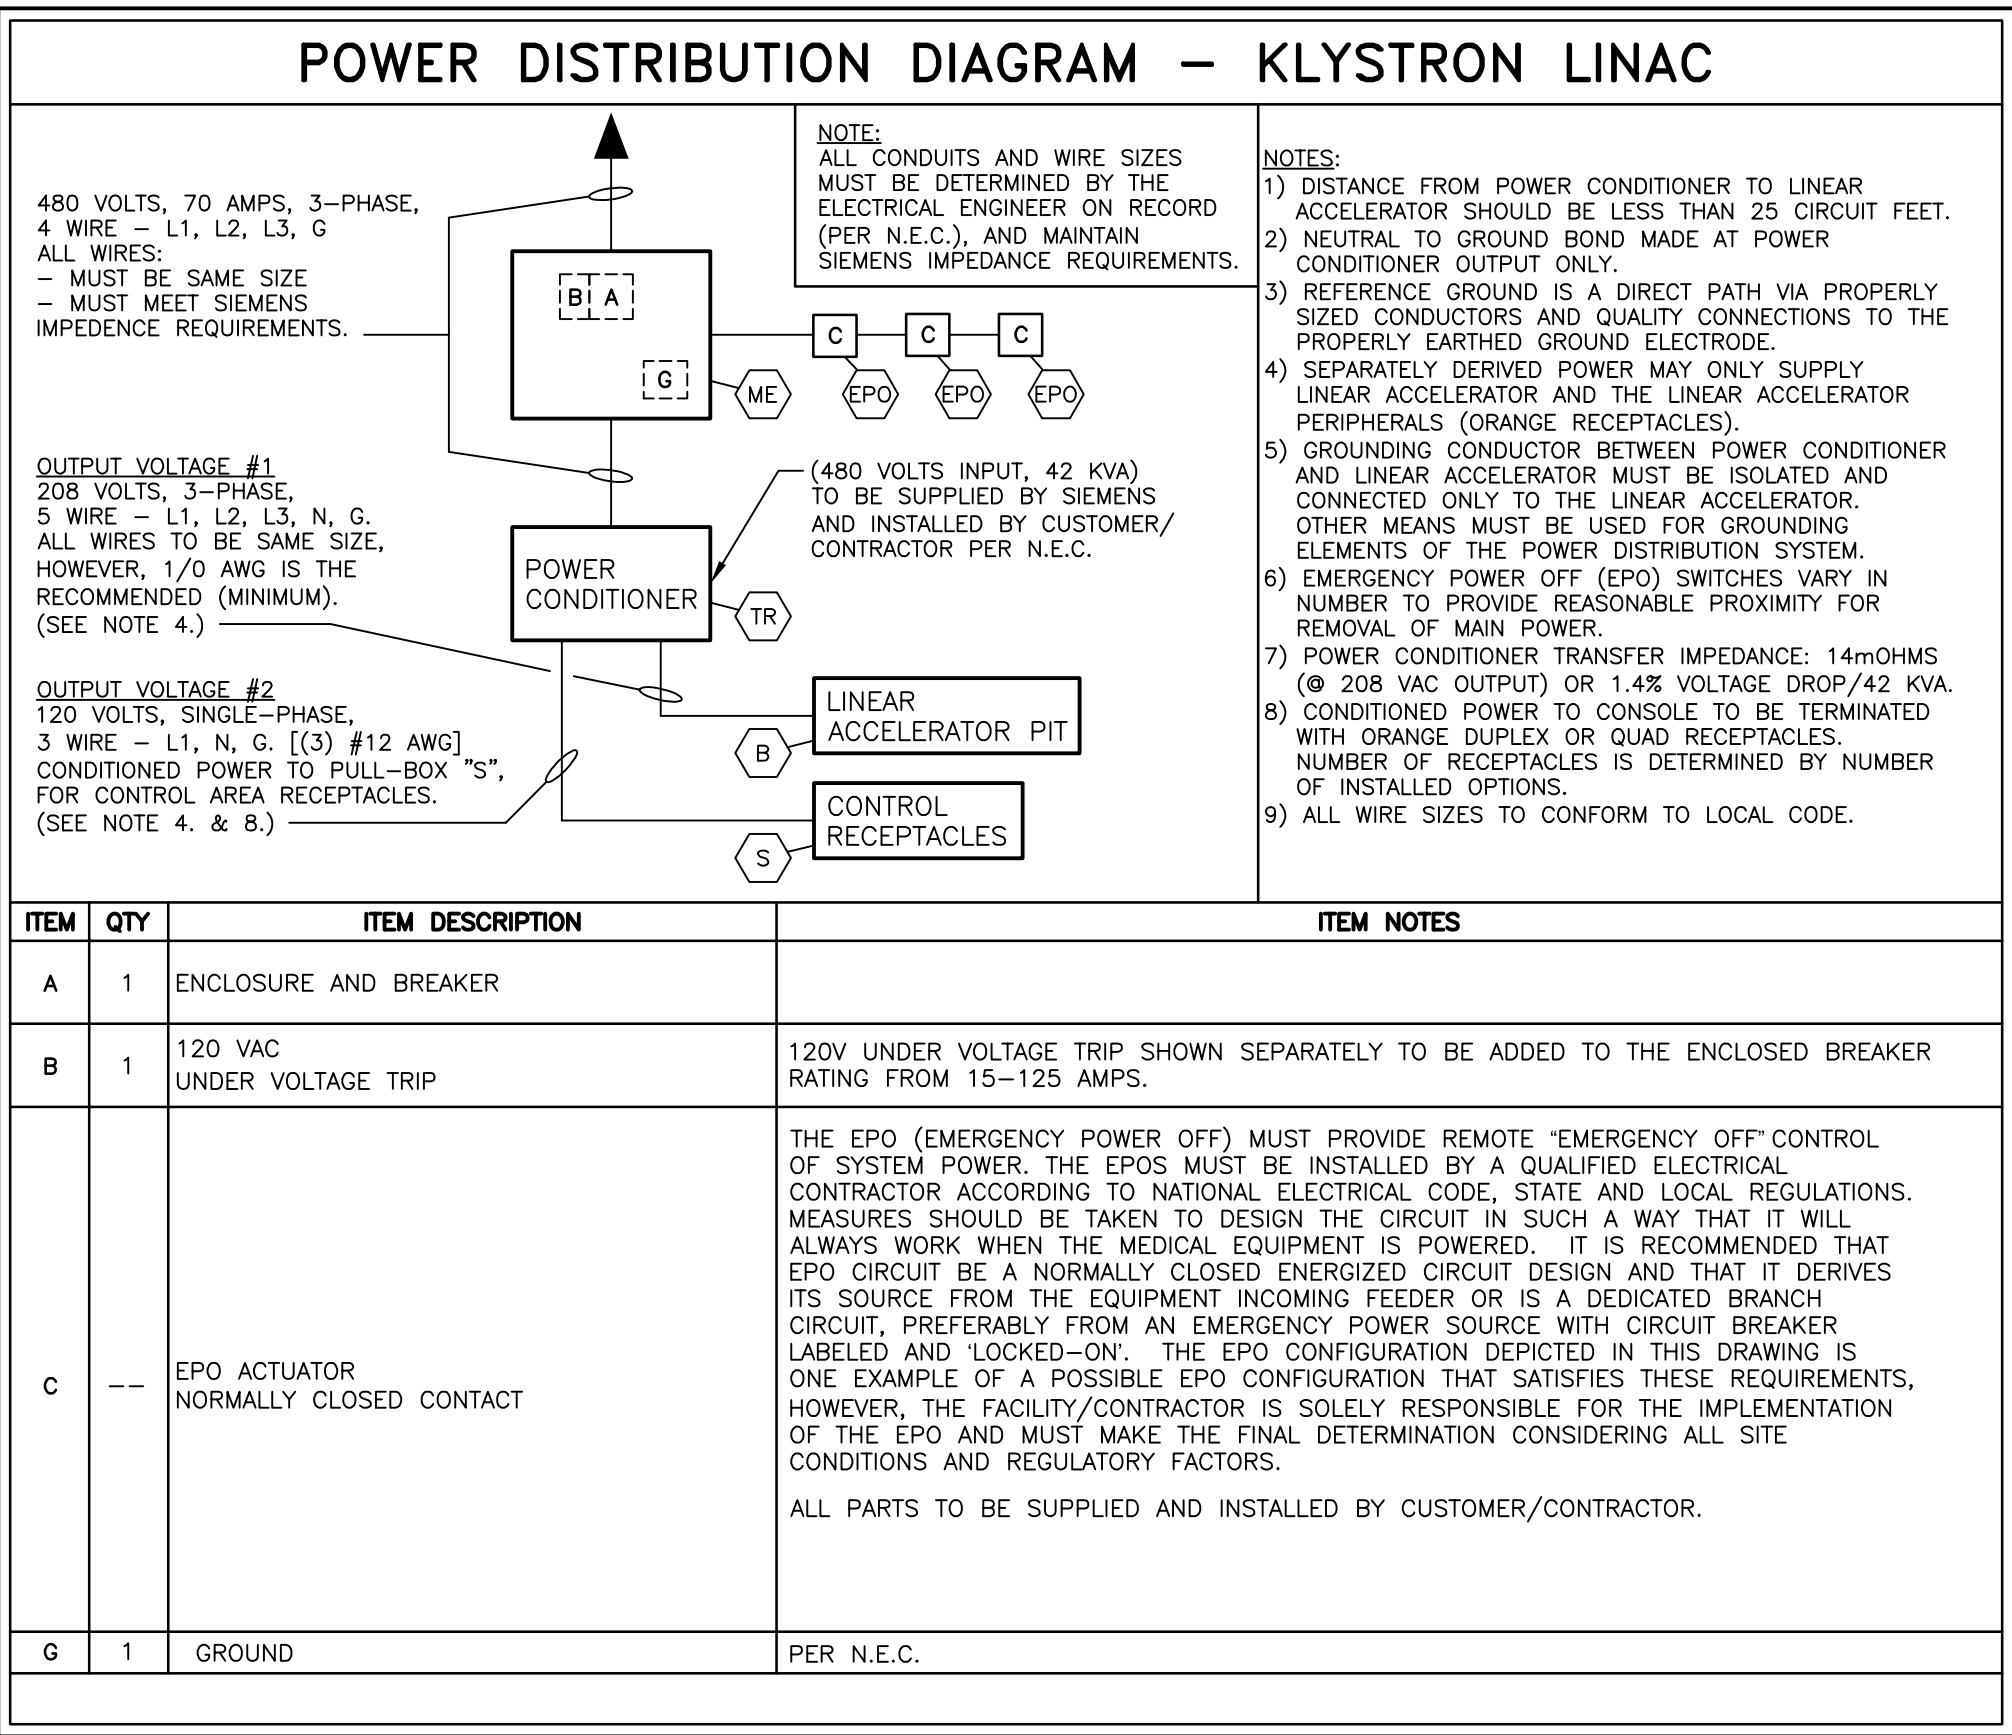 POWER DISTRIBUTION DIAGRAM – KLYSTRON LINAC
480 VOLTS, 70 AMPS, 3–PHASE,
4 WIRE – L1, L2, L3, G
ALL WIRES:
– MUST BE SAME SIZE
– MUST MEET SIEMENS
IMPEDENCE REQUIREMENTS.
OUTPUT VOLTAGE #1
208 VOLTS, 3–PHASE,
5 WIRE – L1, L2, L3, N, G.
ALL WIRES TO BE SAME SIZE,
HOWEVER, 1/0 AWG IS THE
RECOMMENDED (MINIMUM).
(SEE NOTE 4.)
OUTPUT VOLTAGE #2
120 VOLTS, SINGLE–PHASE,
3 WIRE – L1, N, G. [(3) #12 AWG]
CONDITIONED POWER TO PULL–BOX "S",
FOR CONTROL AREA RECEPTACLES.
(SEE NOTE 4. & 8.)
B A
G
ME
C C C
EPO EPO EPO
POWER
CONDITIONER
TR
(480 VOLTS INPUT, 42 KVA)
TO BE SUPPLIED BY SIEMENS
AND INSTALLED BY CUSTOMER/
CONTRACTOR PER N.E.C.
LINEAR
ACCELERATOR PIT
B
CONTROL
RECEPTACLES
S
NOTE:
ALL CONDUITS AND WIRE SIZES
MUST BE DETERMINED BY THE
ELECTRICAL ENGINEER ON RECORD
(PER N.E.C.), AND MAINTAIN
SIEMENS IMPEDANCE REQUIREMENTS.
NOTES:
1) DISTANCE FROM POWER CONDITIONER TO LINEAR
ACCELERATOR SHOULD BE LESS THAN 25 CIRCUIT FEET.
2) NEUTRAL TO GROUND BOND MADE AT POWER
CONDITIONER OUTPUT ONLY.
3) REFERENCE GROUND IS A DIRECT PATH VIA PROPERLY
SIZED CONDUCTORS AND QUALITY CONNECTIONS TO THE
PROPERLY EARTHED GROUND ELECTRODE.
4) SEPARATELY DERIVED POWER MAY ONLY SUPPLY
LINEAR ACCELERATOR AND THE LINEAR ACCELERATOR
PERIPHERALS (ORANGE RECEPTACLES).
5) GROUNDING CONDUCTOR BETWEEN POWER CONDITIONER
AND LINEAR ACCELERATOR MUST BE ISOLATED AND
CONNECTED ONLY TO THE LINEAR ACCELERATOR.
OTHER MEANS MUST BE USED FOR GROUNDING
ELEMENTS OF THE POWER DISTRIBUTION SYSTEM.
6) EMERGENCY POWER OFF (EPO) SWITCHES VARY IN
NUMBER TO PROVIDE REASONABLE PROXIMITY FOR
REMOVAL OF MAIN POWER.
7) POWER CONDITIONER TRANSFER IMPEDANCE: 14mOHMS
(@ 208 VAC OUTPUT) OR 1.4% VOLTAGE DROP/42 KVA.
8) CONDITIONED POWER TO CONSOLE TO BE TERMINATED
WITH ORANGE DUPLEX OR QUAD RECEPTACLES.
NUMBER OF RECEPTACLES IS DETERMINED BY NUMBER
OF INSTALLED OPTIONS.
9) ALL WIRE SIZES TO CONFORM TO LOCAL CODE.
ITEM QTY ITEM DESCRIPTION ITEM NOTES
A 1 ENCLOSURE AND BREAKER
B 1
120 VAC
UNDER VOLTAGE TRIP
120V UNDER VOLTAGE TRIP SHOWN SEPARATELY TO BE ADDED TO THE ENCLOSED BREAKER
RATING FROM 15–125 AMPS.
C ––
EPO ACTUATOR
NORMALLY CLOSED CONTACT
THE EPO (EMERGENCY POWER OFF) MUST PROVIDE REMOTE “EMERGENCY OFF” CONTROL
OF SYSTEM POWER. THE EPOS MUST BE INSTALLED BY A QUALIFIED ELECTRICAL
CONTRACTOR ACCORDING TO NATIONAL ELECTRICAL CODE, STATE AND LOCAL REGULATIONS.
MEASURES SHOULD BE TAKEN TO DESIGN THE CIRCUIT IN SUCH A WAY THAT IT WILL
ALWAYS WORK WHEN THE MEDICAL EQUIPMENT IS POWERED. IT IS RECOMMENDED THAT
EPO CIRCUIT BE A NORMALLY CLOSED ENERGIZED CIRCUIT DESIGN AND THAT IT DERIVES
ITS SOURCE FROM THE EQUIPMENT INCOMING FEEDER OR IS A DEDICATED BRANCH
CIRCUIT, PREFERABLY FROM AN EMERGENCY POWER SOURCE WITH CIRCUIT BREAKER
LABELED AND ‘LOCKED–ON’. THE EPO CONFIGURATION DEPICTED IN THIS DRAWING IS
ONE EXAMPLE OF A POSSIBLE EPO CONFIGURATION THAT SATISFIES THESE REQUIREMENTS,
HOWEVER, THE FACILITY/CONTRACTOR IS SOLELY RESPONSIBLE FOR THE IMPLEMENTATION
OF THE EPO AND MUST MAKE THE FINAL DETERMINATION CONSIDERING ALL SITE
CONDITIONS AND REGULATORY FACTORS.
ALL PARTS TO BE SUPPLIED AND INSTALLED BY CUSTOMER/CONTRACTOR.
G 1 GROUND PER N.E.C.